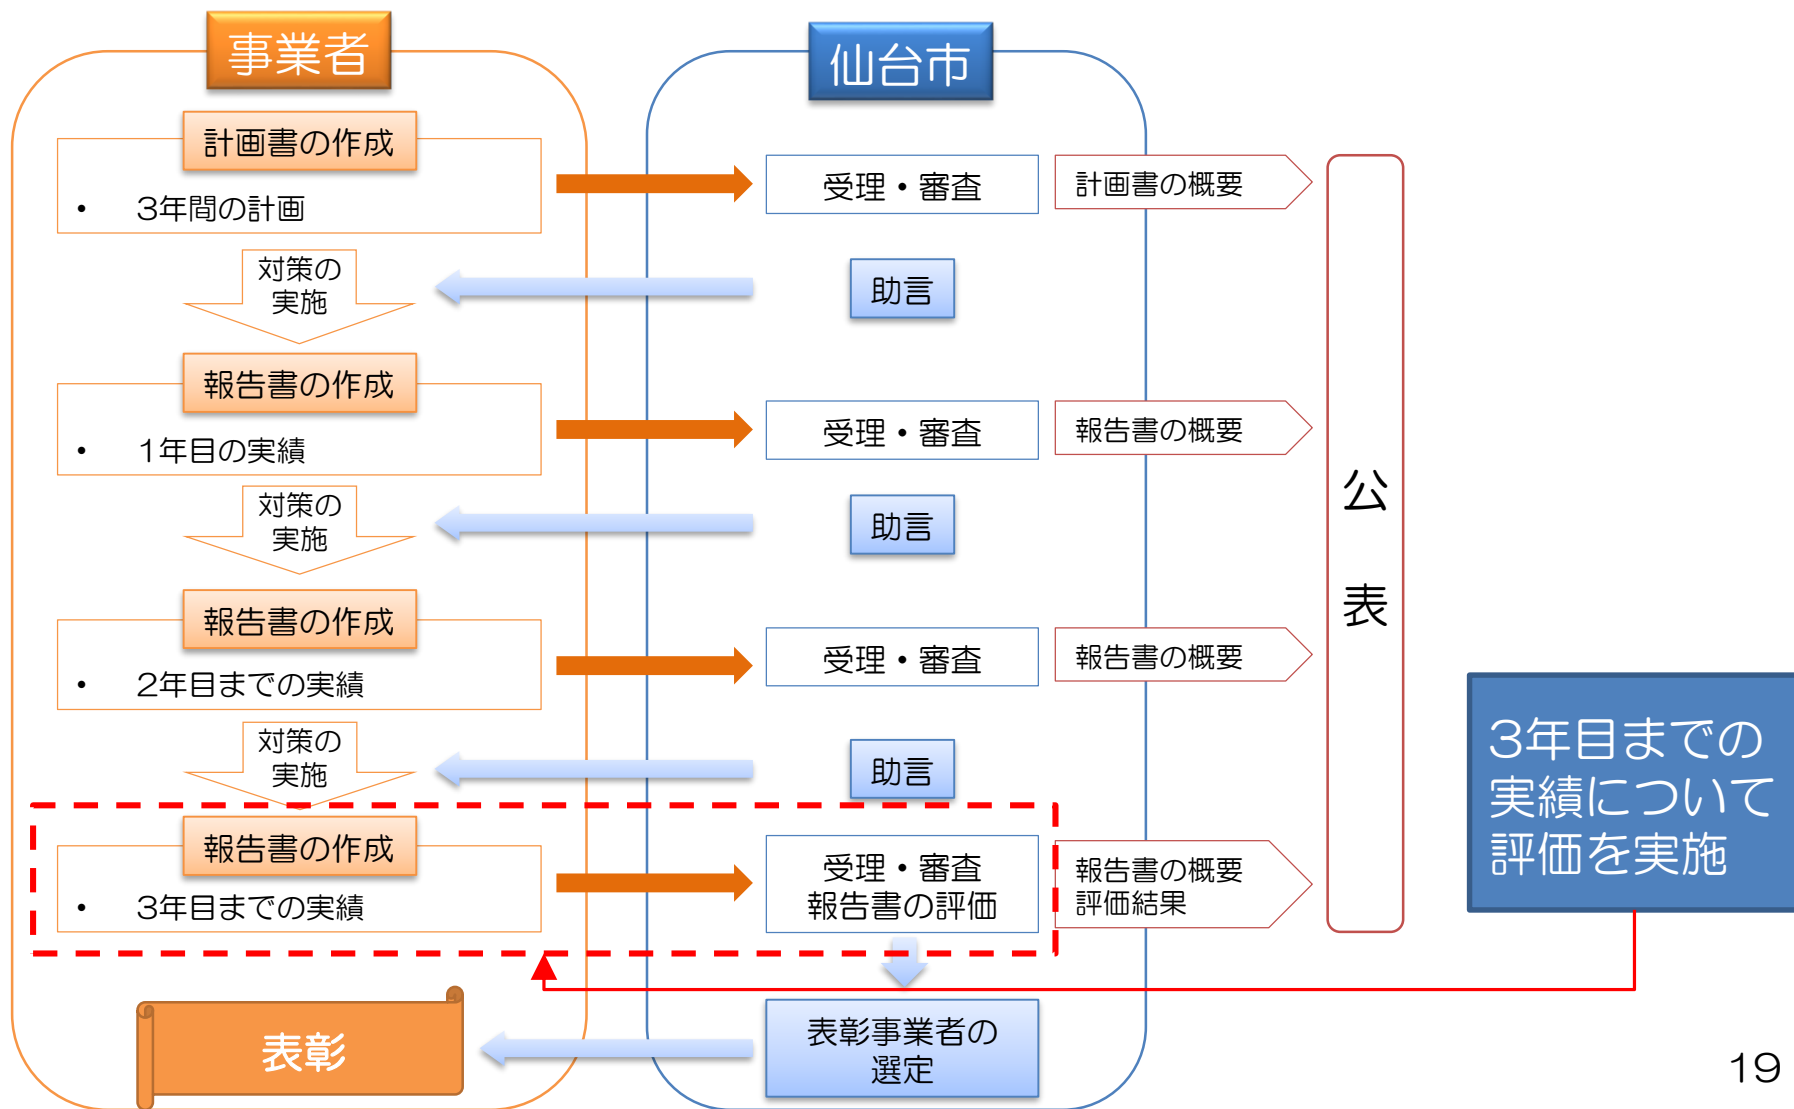 事業者
仙台市
計画書の作成
• 3年間の計画
受理・審査
計画書の概要
対策の
実施
助言
報告書の作成
• 1年目の実績
受理・審査
報告書の概要
対策の
実施
助言
報告書の作成
• 2年目までの実績
受理・審査
報告書の概要
対策の
実施
助言
報告書の作成
• 3年目までの実績
受理・審査
報告書の評価
報告書の概要
評価結果
公
表
3年目までの
実績について
評価を実施
表彰
表彰事業者の
選定
19